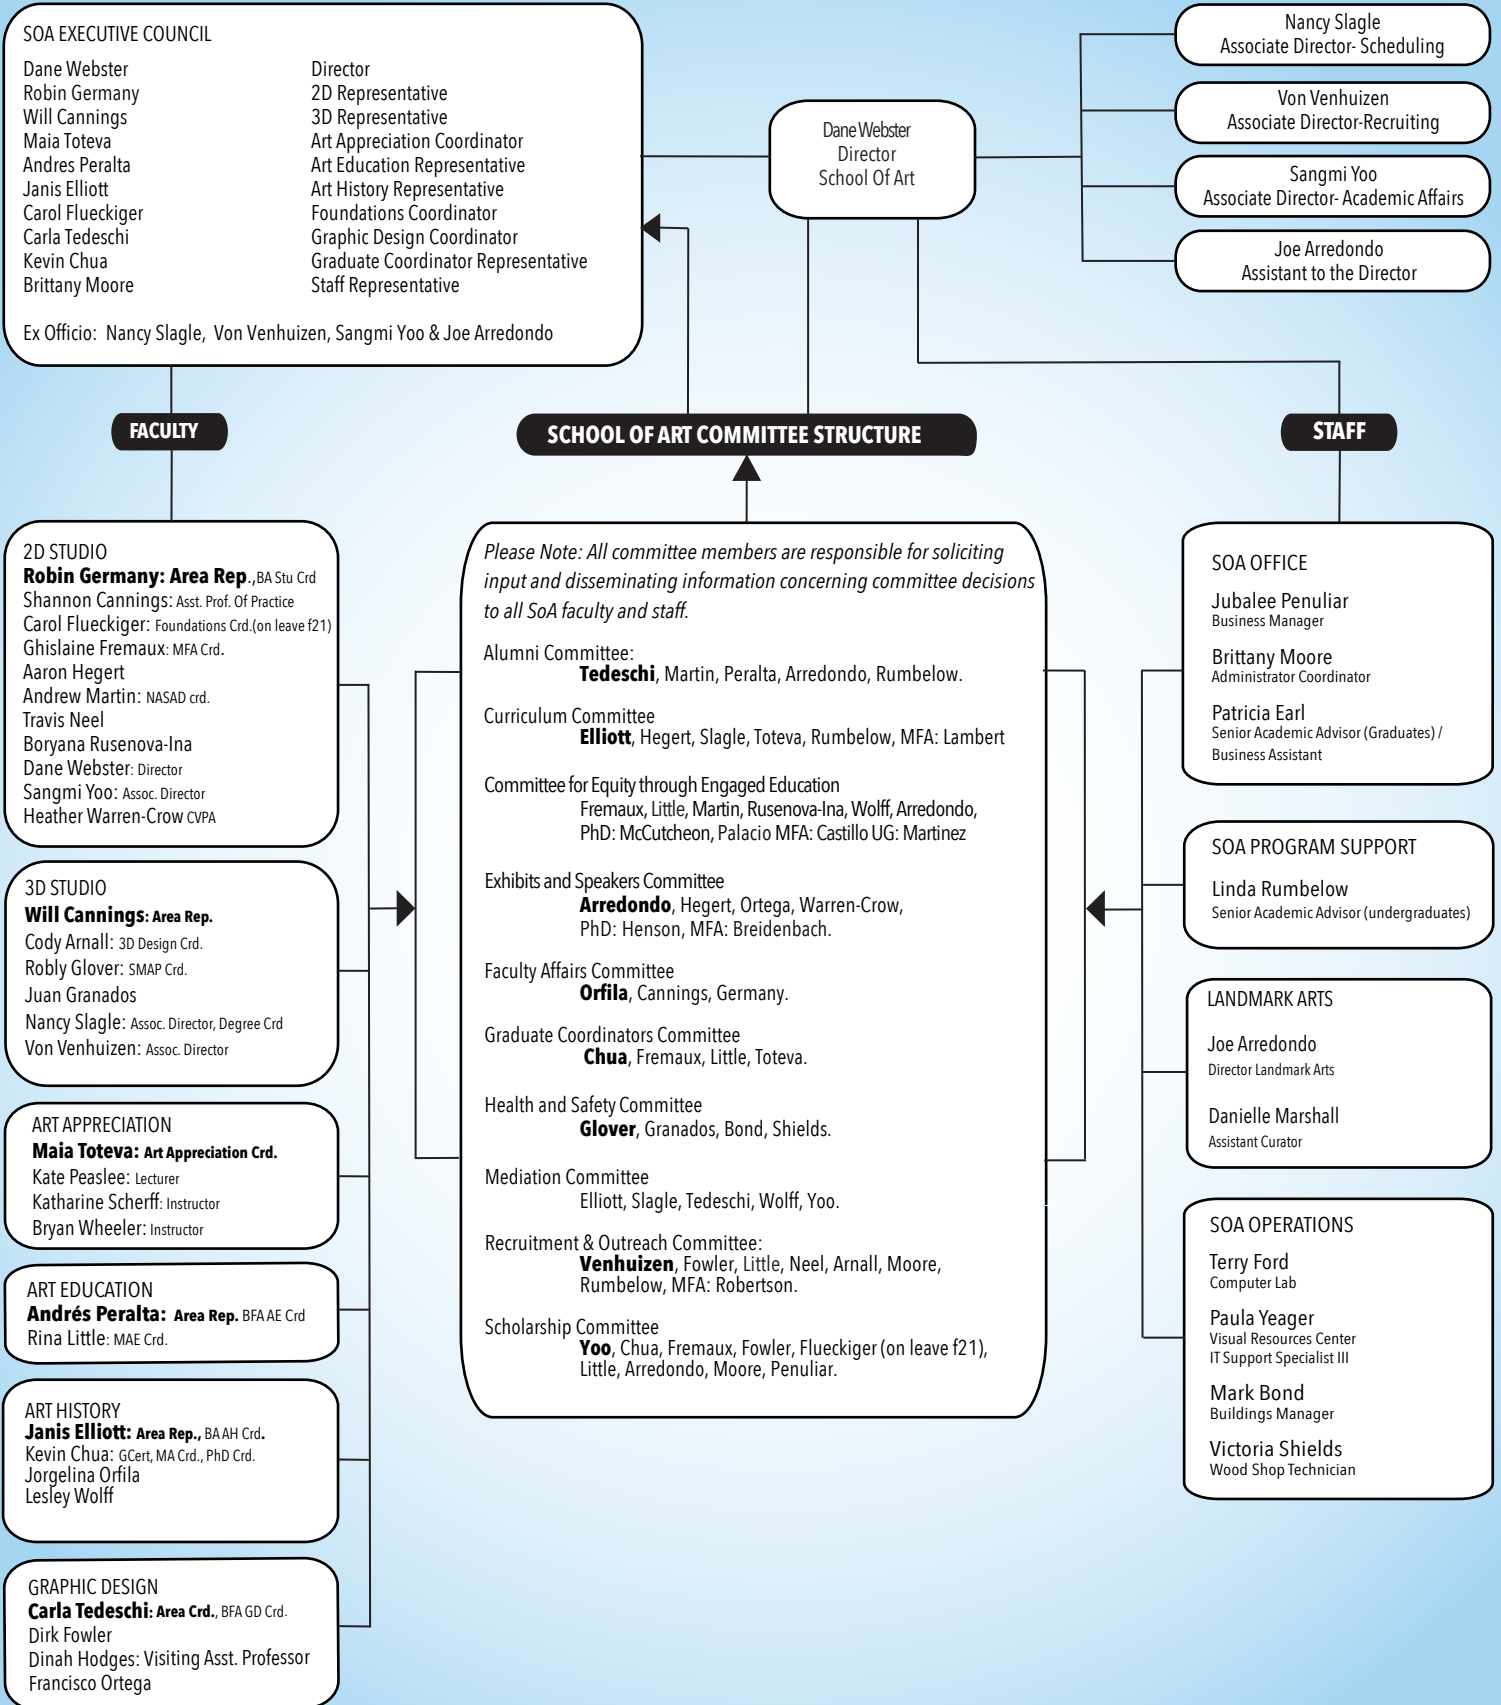 SOA EXECUTIVE COUNCIL
Dane Webster Director
Robin Germany 2D Representative
Will Cannings 3D Representative
Maia Toteva Art Appreciation Coordinator
Andres Peralta Art Education Representative
Janis Elliott Art History Representative
Carol Flueckiger Foundations Coordinator
Carla Tedeschi Graphic Design Coordinator
Kevin Chua Graduate Coordinator Representative
Brittany Moore Staff Representative
Ex Officio: Nancy Slagle, Von Venhuizen, Sangmi Yoo & Joe Arredondo
Dane Webster
Director
School Of Art
Nancy Slagle
Associate Director- Scheduling
Von Venhuizen
Associate Director-Recruiting
Sangmi Yoo
Associate Director- Academic Affairs
Joe Arredondo
Assistant to the Director
FACULTY
SCHOOL OF ART COMMITTEE STRUCTURE
STAFF
2D STUDIO
Robin Germany: Area Rep.,BA Stu Crd
Shannon Cannings: Asst. Prof. Of Practice
Carol Flueckiger: Foundations Crd.(on leave f21)
Ghislaine Fremaux: MFA Crd.
Aaron Hegert
Andrew Martin: NASAD crd.
Travis Neel
Boryana Rusenova-Ina
Dane Webster: Director
Sangmi Yoo: Assoc. Director
Heather Warren-Crow CVPA
3D STUDIO
Will Cannings: Area Rep.
Cody Arnall: 3D Design Crd.
Robly Glover: SMAP Crd.
Juan Granados
Nancy Slagle: Assoc. Director, Degree Crd
Von Venhuizen: Assoc. Director
ART APPRECIATION
Maia Toteva: Art Appreciation Crd.
Kate Peaslee: Lecturer
Katharine Scherff: Instructor
Bryan Wheeler: Instructor
ART EDUCATION
Andrés Peralta: Area Rep. BFA AE Crd
Rina Little: MAE Crd.
ART HISTORY
Janis Elliott: Area Rep., BA AH Crd.
Kevin Chua: GCert, MA Crd., PhD Crd.
Jorgelina Orfila
Lesley Wolff
GRAPHIC DESIGN
Carla Tedeschi: Area Crd., BFA GD Crd.
Dirk Fowler
Dinah Hodges: Visiting Asst. Professor
Francisco Ortega
Please Note: All committee members are responsible for soliciting
input and disseminating information concerning committee decisions
to all SoA faculty and staff.
Alumni Committee:
Tedeschi, Martin, Peralta, Arredondo, Rumbelow.
Curriculum Committee
Elliott, Hegert, Slagle, Toteva, Rumbelow, MFA: Lambert
Committee for Equity through Engaged Education
Fremaux, Little, Martin, Rusenova-Ina, Wolff, Arredondo,
PhD: McCutcheon, Palacio MFA: Castillo UG: Martinez
Exhibits and Speakers Committee
Arredondo, Hegert, Ortega, Warren-Crow,
PhD: Henson, MFA: Breidenbach.
Faculty Affairs Committee
Orfila, Cannings, Germany.
Graduate Coordinators Committee
Chua, Fremaux, Little, Toteva.
Health and Safety Committee
Glover, Granados, Bond, Shields.
Mediation Committee
Elliott, Slagle, Tedeschi, Wolff, Yoo.
Recruitment & Outreach Committee:
Venhuizen, Fowler, Little, Neel, Arnall, Moore,
Rumbelow, MFA: Robertson.
Scholarship Committee
Yoo, Chua, Fremaux, Fowler, Flueckiger (on leave f21),
Little, Arredondo, Moore, Penuliar.
SOA OFFICE
Jubalee Penuliar
Business Manager
Brittany Moore
Administrator Coordinator
Patricia Earl
Senior Academic Advisor (Graduates) /
Business Assistant
SOA PROGRAM SUPPORT
Linda Rumbelow
Senior Academic Advisor (undergraduates)
LANDMARK ARTS
Joe Arredondo
Director Landmark Arts
Danielle Marshall
Assistant Curator
SOA OPERATIONS
Terry Ford
Computer Lab
Paula Yeager
Visual Resources Center
IT Support Specialist III
Mark Bond
Buildings Manager
Victoria Shields
Wood Shop Technician